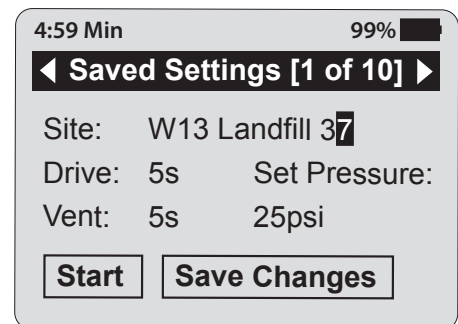 4:59 Min 99%
Saved Settings [1 of 10]
Site: W13 Landfill 37
Drive: 5s Set Pressure:
Vent: 5s 25psi
Start Save Changes